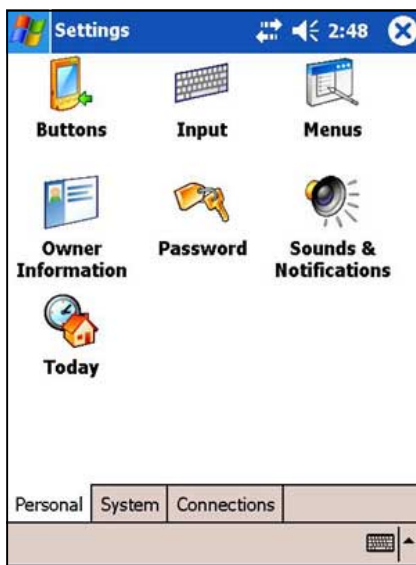 Settings 2:48
Buttons Input Menus
Owner Information Password Sounds & Notifications
Today
Personal System Connections